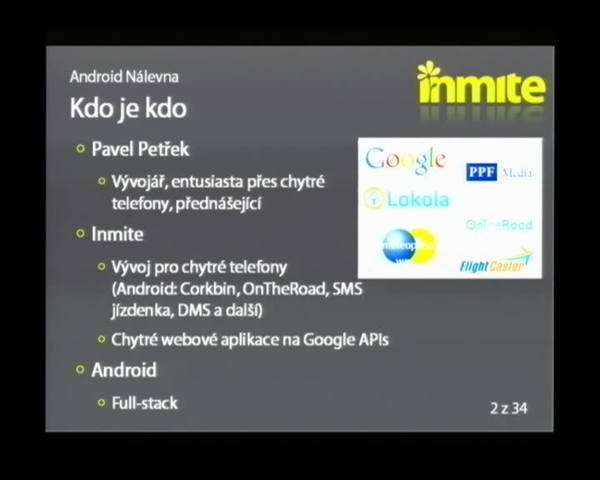 Android Nálevna
inmite
Kdo je kdo
Pavel Petřek
Vývojář, entusiasta přes chytré
telefony, přednášející
Inmite
Vývoj pro chytré telefony
(Android: Corkbin, OnTheRoad, SMS
jízdenka, DMS a další)
Chytré webové aplikace na Google APIs
Android
Full-stack
Google
PPF Media
Lokola
OnTheRoad
meteopress
FlightCaster
2 z 34